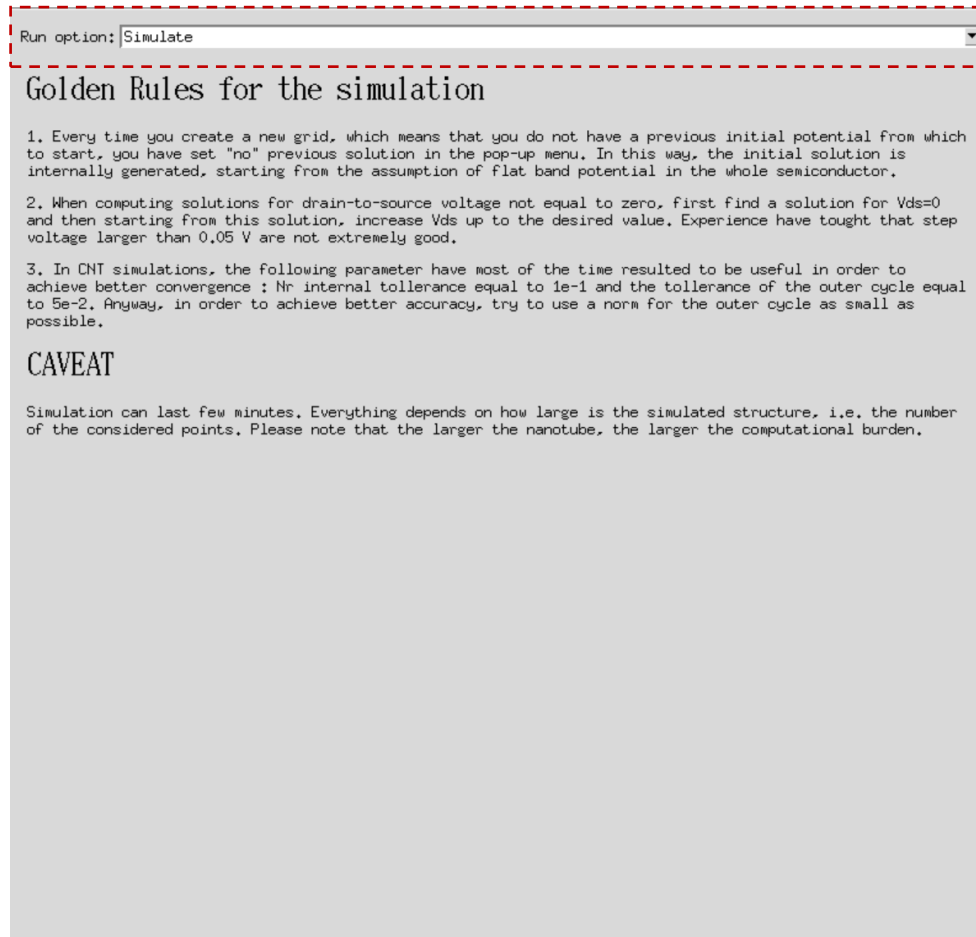 Run option: Simulate
Golden Rules for the simulation
1. Every time you create a new grid, which means that you do not have a previous initial potential from which
to start, you have set "no" previous solution in the pop-up menu. In this way, the initial solution is
internally generated, starting from the assumption of flat band potential in the whole semiconductor.
2. When computing solutions for drain-to-source voltage not equal to zero, first find a solution for Vds=0
and then starting from this solution, increase Vds up to the desired value. Experience have tought that step
voltage larger than 0.05 V are not extremely good.
3. In CNT simulations, the following parameter have most of the time resulted to be useful in order to
achieve better convergence : Nr internal tollerance equal to 1e-1 and the tollerance of the outer cycle equal
to 5e-2. Anyway, in order to achieve better accuracy, try to use a norm for the outer cycle as small as
possible.
CAVEAT
Simulation can last few minutes. Everything depends on how large is the simulated structure, i.e. the number
of the considered points. Please note that the larger the nanotube, the larger the computational burden.